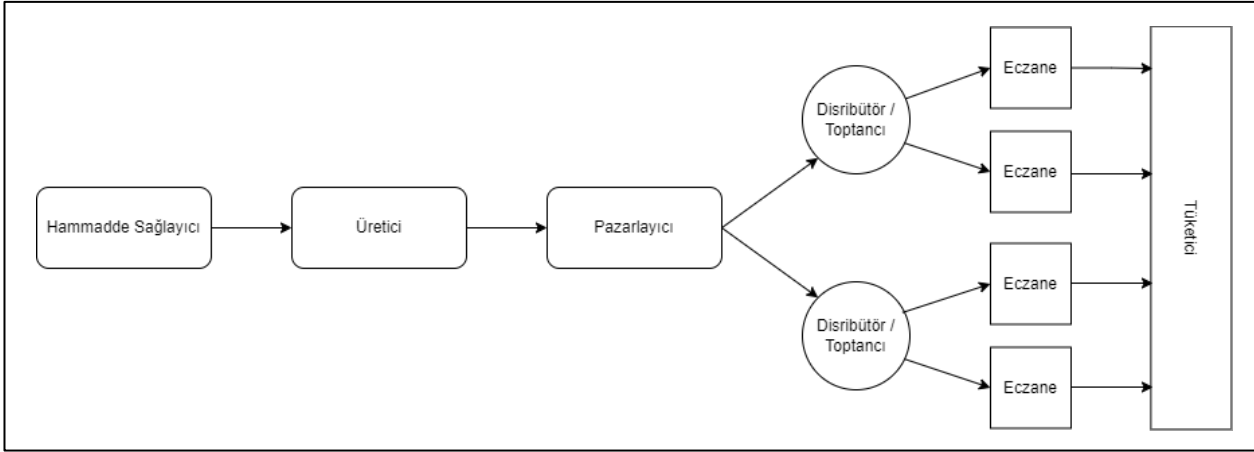 Hammadde Sağlayıcı
Üretici
Pazarlayıcı
Disribütör /
Toptancı
Disribütör /
Toptancı
Eczane
Eczane
Eczane
Eczane
Tüketici